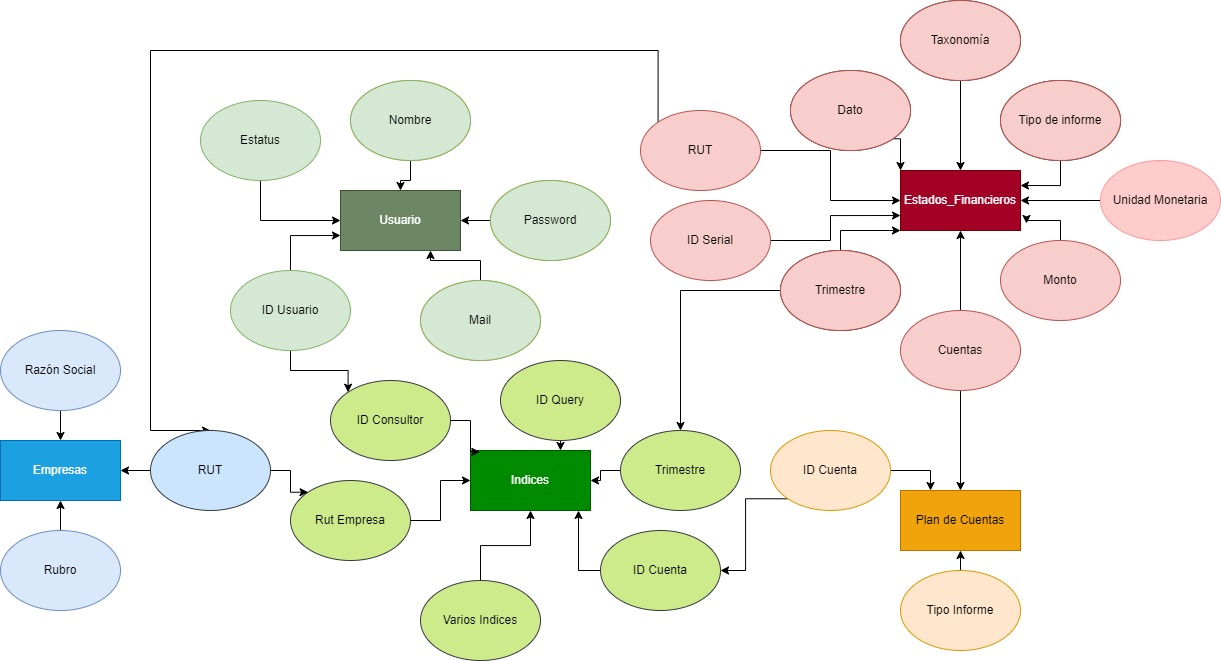 Taxonomía
Dato
Nombre
Tipo de informe
Estatus
RUT
Estados_Financieros
Unidad Monetaria
Usuario
Password
ID Serial
Monto
Trimestre
ID Usuario
Mail
Cuentas
Razón Social
ID Query
ID Consultor
Empresas
RUT
Indices
Trimestre
ID Cuenta
Rut Empresa
Plan de Cuentas
Rubro
ID Cuenta
Varios Indices
Tipo Informe